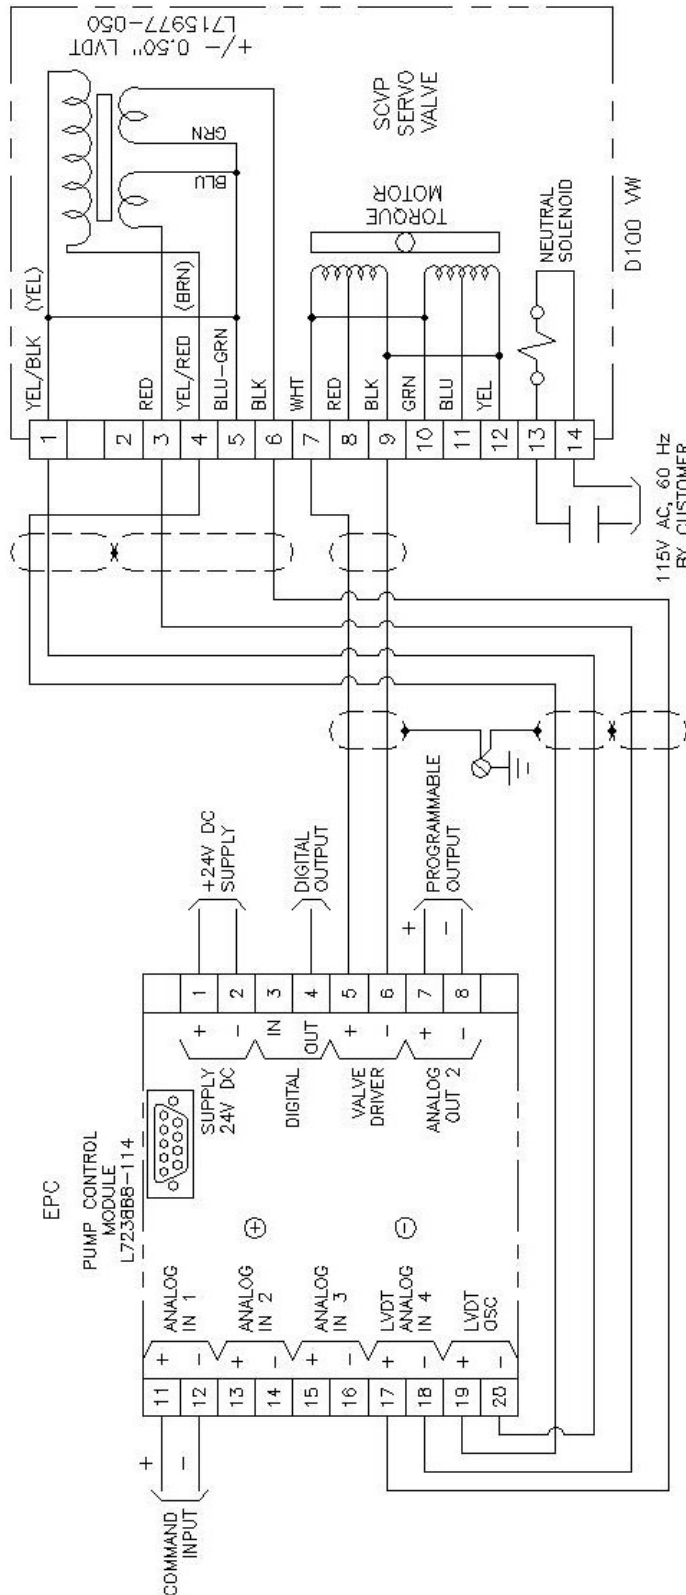 EPC
PUMP CONTROL
MODULE
L723888-114
COMMAND
INPUT
+
-
11
12
13
14
15
16
17
18
19
20
+
-
+
-
+
-
+
-
+
-
ANALOG
IN 1
ANALOG
IN 2
ANALOG
IN 3
LVDT
ANALOG
IN 4
LVDT
OSC
+
-
SUPPLY
24V DC
DIGITAL
VALVE
DRIVER
ANALOG
OUT 2
+
-
IN
OUT
+
-
+
-
1
2
3
4
5
6
7
8
+24V DC
SUPPLY
DIGITAL
OUTPUT
+
-
PROGRAMMABLE
OUTPUT
1
2
3
4
5
6
7
8
9
10
11
12
13
14
YEL/BLK (YEL)
RED
YEL/RED (BRN)
BLU-GRN
BLK
WHT
RED
BLK
GRN
BLU
YEL
BLU
GRN
+/- 0.50" LVDT
L715977-050
TORQUE
MOTOR
SCVP
SERVO
VALVE
NEUTRAL
SOLENOID
D100 VW
115V AC, 60 Hz
BY CUSTOMER